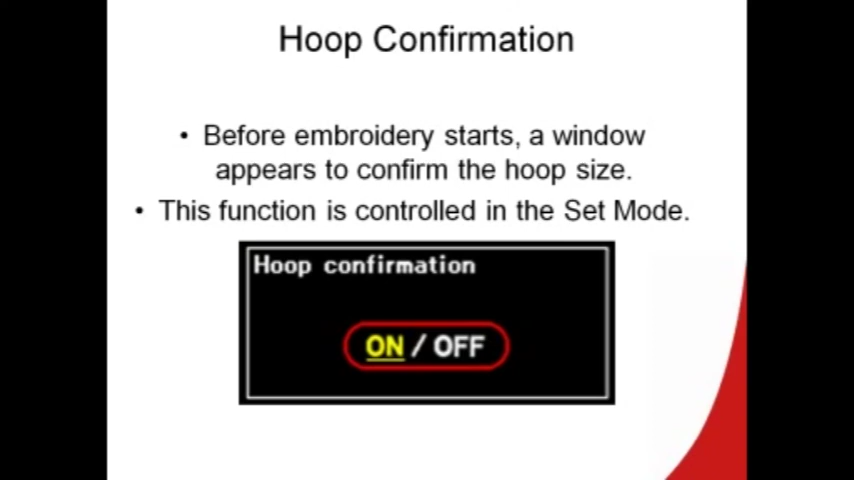 Hoop Confirmation
• Before embroidery starts, a window
appears to confirm the hoop size.
• This function is controlled in the Set Mode.
Hoop confirmation
ON / OFF